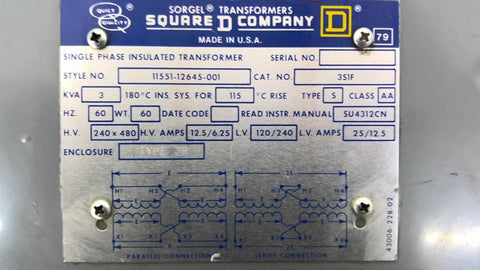 QUIET QUALITY
SORGEL TRANSFORMERS
SQUARE D COMPANY D
MADE IN U.S.A.
79
SINGLE PHASE INSULATED TRANSFORMER SERIAL NO.
STYLE NO. 11551-12645-001 CAT. NO. 3S1F
KVA 3 180°C INS. SYS. FOR 115 °C RISE TYPE S CLASS AA
HZ. 60 WT. 60 DATE CODE READ INSTR. MANUAL SU4312CN
H.V. 240 x 480 H.V. AMPS 12.5/6.25 L.V. 120/240 L.V. AMPS 25/12.5
ENCLOSURE TYPE
E 2E
H1 H3 H2 H4 H1 H3 H2 H4
X1 X3 X2 X4 X1 X3 X2 X4
E 2E
PARALLEL CONNECTION SERIES CONNECTION
43006 228 02